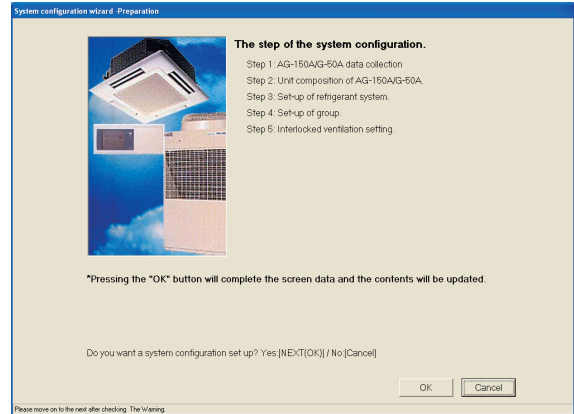 System configuration wizard -Preparation
The step of the system configuration.
Step 1: AG-150A/G-50A data collection
Step 2: Unit composition of AG-150A/G-50A.
Step 3: Set-up of refrigerant system.
Step 4: Set-up of group.
Step 5: Interlocked ventilation setting.
*Pressing the "OK" button will complete the screen data and the contents will be updated.
Do you want a system configuration set up? Yes:[NEXT(OK)] / No:[Cancel]
OK
Cancel
Please move on to the next after checking The Warning.